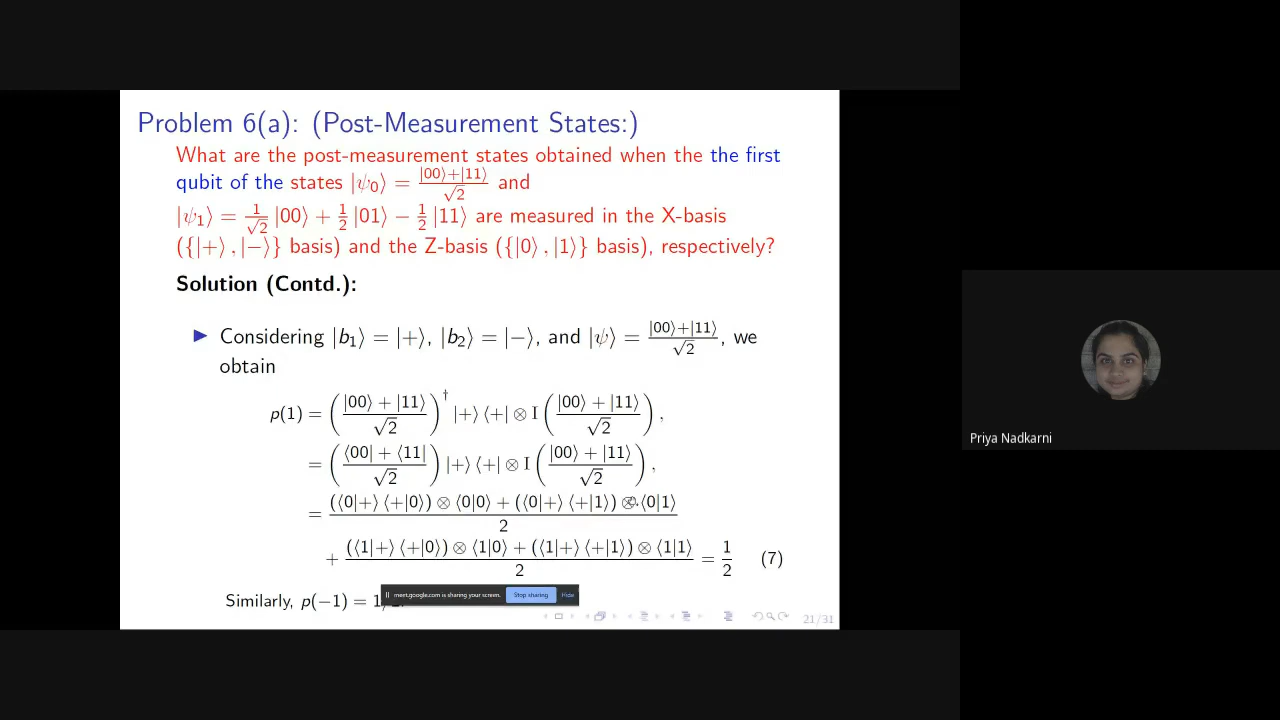 Problem 6(a): (Post-Measurement States:)
What are the post-measurement states obtained when the the first
qubit of the states |ψ₀⟩ = |00⟩+|11⟩/√2 and
|ψ₁⟩ = 1/√2 |00⟩ + 1/2 |01⟩ − 1/2 |11⟩ are measured in the X-basis
({|+⟩ , |−⟩} basis) and the Z-basis ({|0⟩ , |1⟩} basis), respectively?
Solution (Contd.):
▶ Considering |b₁⟩ = |+⟩, |b₂⟩ = |−⟩, and |ψ⟩ = |00⟩+|11⟩/√2, we
obtain
p(1) = (|00⟩ + |11⟩/√2)† |+⟩ ⟨+| ⊗ I (|00⟩ + |11⟩/√2),
= (⟨00| + ⟨11|/√2) |+⟩ ⟨+| ⊗ I (|00⟩ + |11⟩/√2),
= (⟨0|+⟩ ⟨+|0⟩) ⊗ ⟨0|0⟩ + (⟨0|+⟩ ⟨+|1⟩) ⊗ ⟨0|1⟩/2
+ (⟨1|+⟩ ⟨+|0⟩) ⊗ ⟨1|0⟩ + (⟨1|+⟩ ⟨+|1⟩) ⊗ ⟨1|1⟩/2 = 1/2 (7)
meet.google.com is sharing your screen. Stop sharing Hide
Similarly, p(−1) =
21/31
Priya Nadkarni